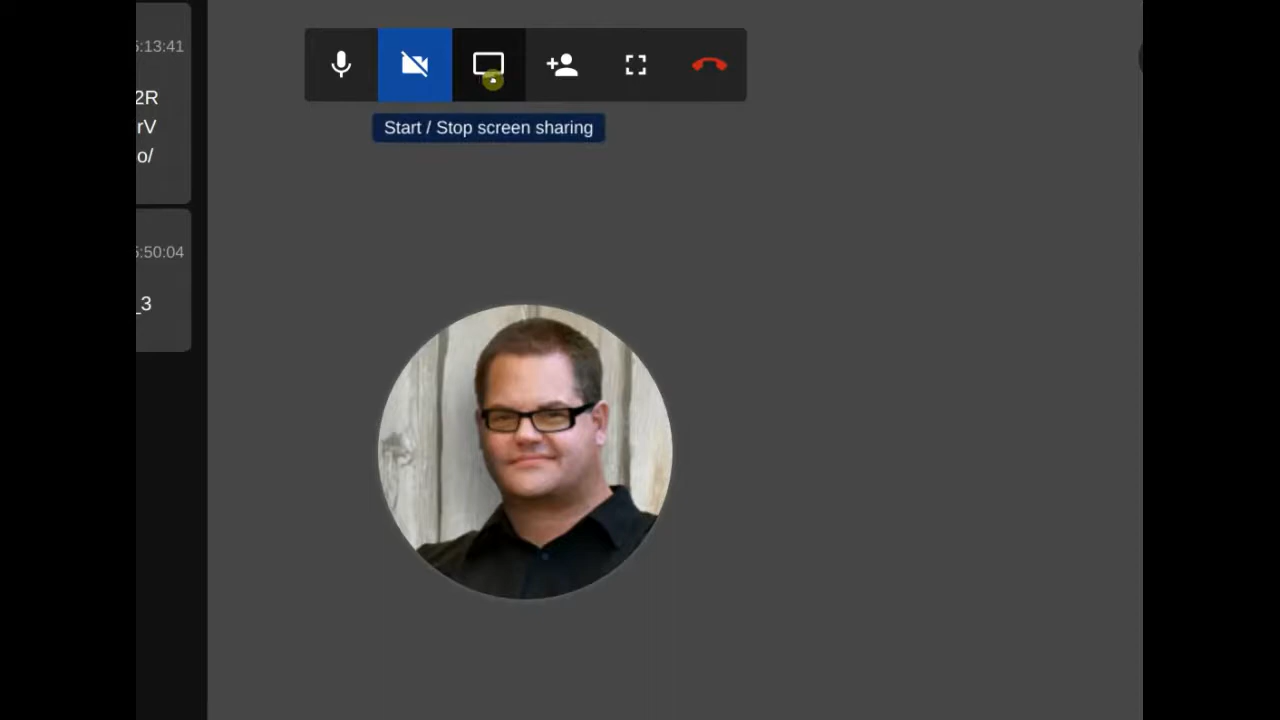 :13:41
2R
rV
o/
Start / Stop screen sharing
:50:04
_3